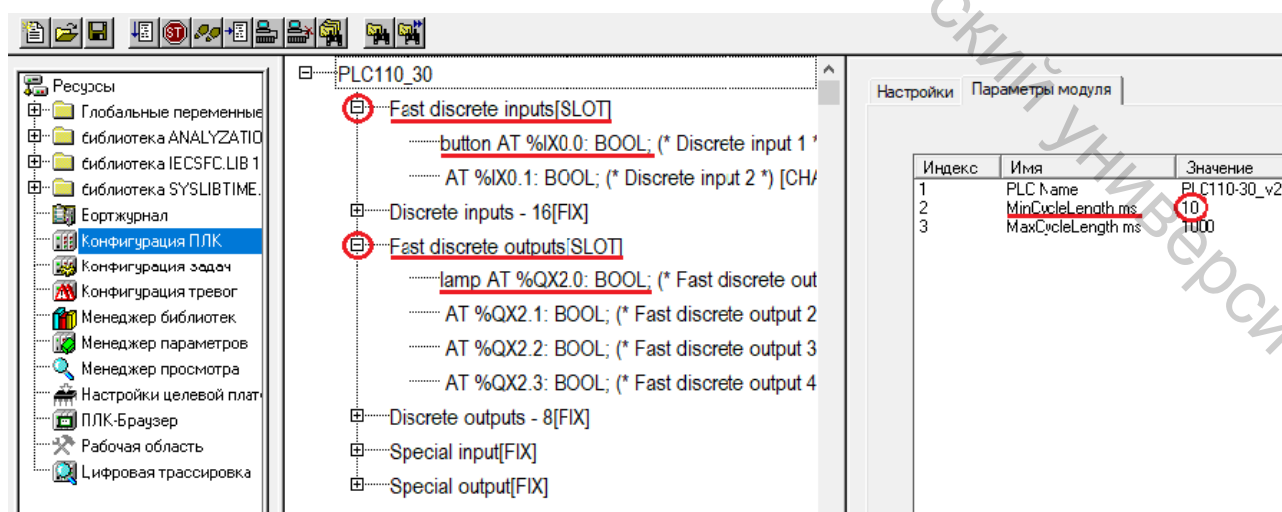 Ресурсы
Глобальные переменные
библиотека ANALYZATIO
библиотека IECSFC.LIB 1
библиотека SYSLIBTIME.
Бортжурнал
Конфигурация ПЛК
Конфигурация задач
Конфигурация тревог
Менеджер библиотек
Менеджер параметров
Менеджер просмотра
Настройки целевой плат
ПЛК-Браузер
Рабочая область
Цифровая трассировка
PLC110_30
Fast discrete inputs[SLOT]
button AT %IX0.0: BOOL; (* Discrete input 1 *
AT %IX0.1: BOOL; (* Discrete input 2 *) [CHA
Discrete inputs - 16[FIX]
Fast discrete outputs[SLOT]
lamp AT %QX2.0: BOOL; (* Fast discrete out
AT %QX2.1: BOOL; (* Fast discrete output 2
AT %QX2.2: BOOL; (* Fast discrete output 3
AT %QX2.3: BOOL; (* Fast discrete output 4
Discrete outputs - 8[FIX]
Special input[FIX]
Special output[FIX]
Настройки Параметры модуля
Индекс Имя Значение
1 PLC Name PLC110-30_v2
2 MinCycleLength ms 10
3 MaxCycleLength ms 1000
ский универси